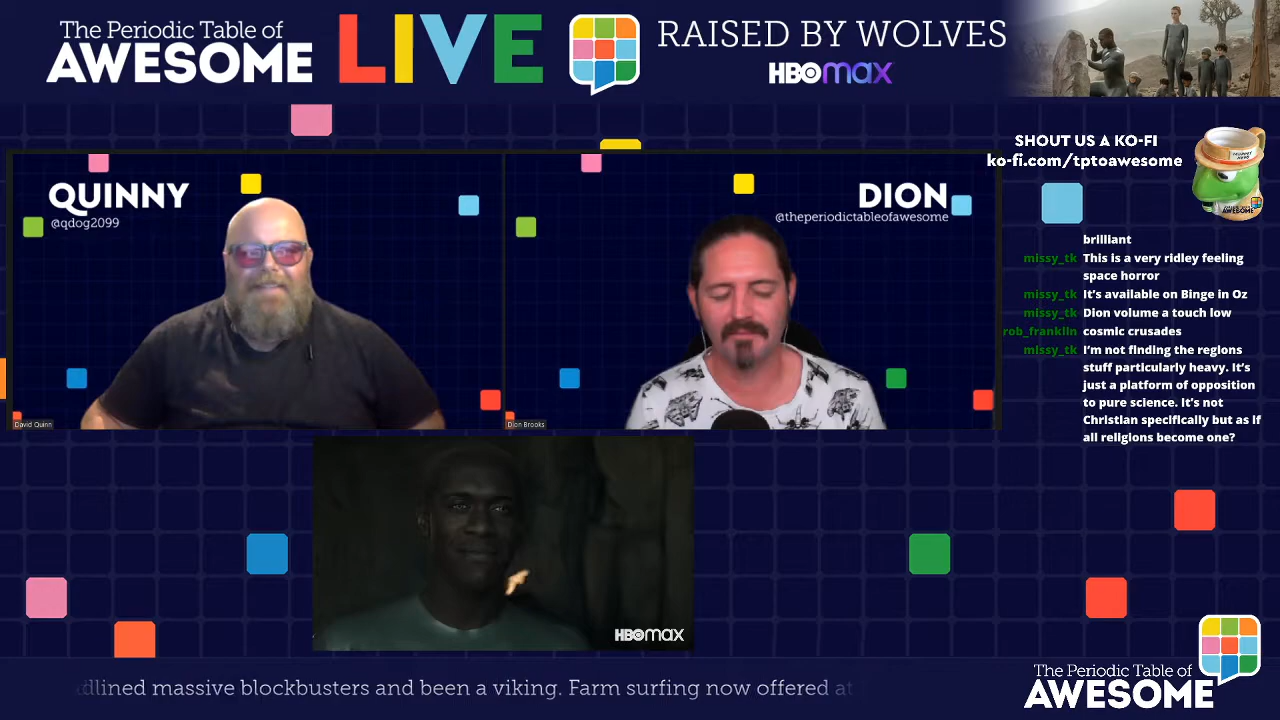 The Periodic Table of
AWESOME
LIVE
RAISED BY WOLVES
HBOmax
SHOUT US A KO-FI
ko-fi.com/tptoawesome
QUINNY
@qdog2099
DION
@theperiodictableofawesome
brilliant
missy_tk This is a very ridley feeling
space horror
missy_tk It's available on Binge in Oz
missy_tk Dion volume a touch low
rob_franklin cosmic crusades
missy_tk I'm not finding the regions
stuff particularly heavy. It's
just a platform of opposition
to pure science. It's not
Christian specifically but as if
all religions become one?
David Quinn
Dion Brooks
HBOmax
dlined massive blockbusters and been a viking. Farm surfing now offered at
The Periodic Table of
AWESOME